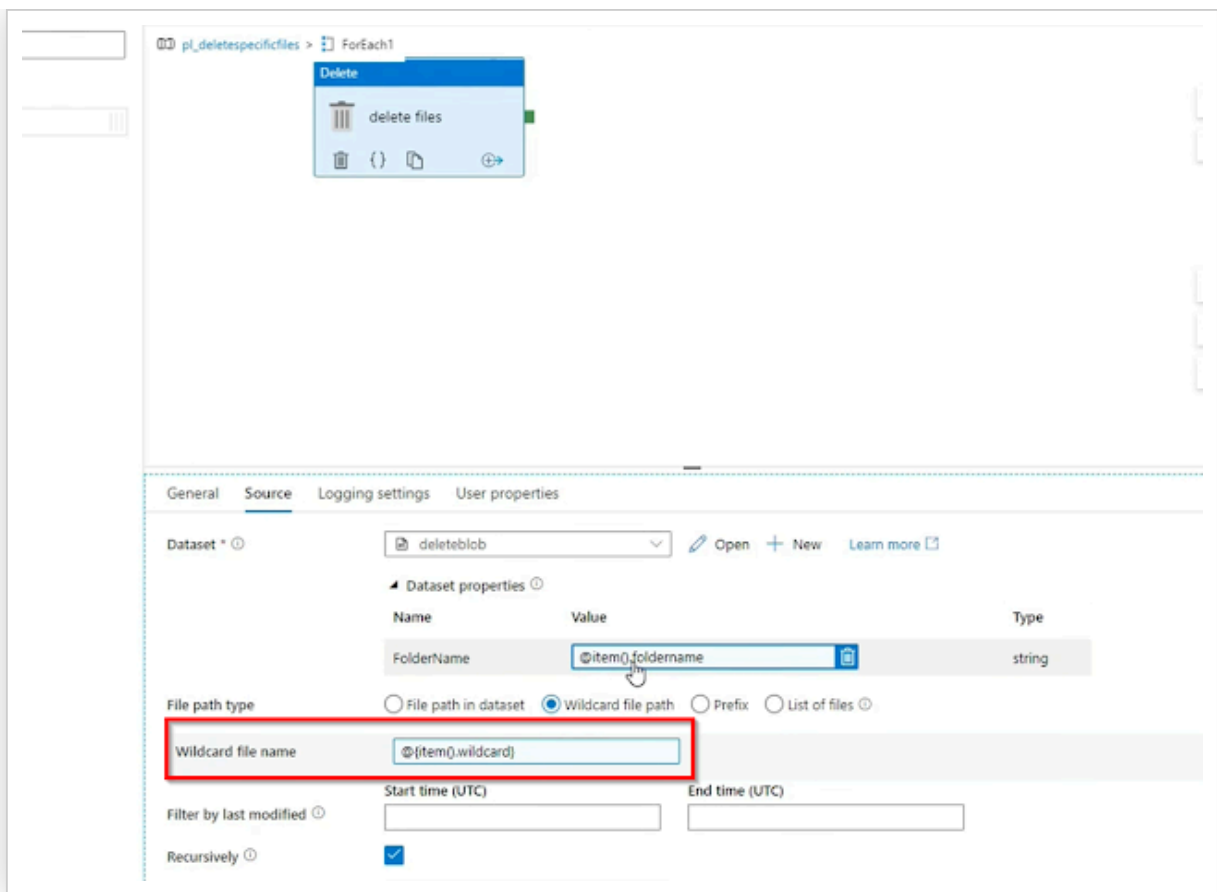 pl_deletespecificfiles > ForEach1
Delete
delete files
{}
General Source Logging settings User properties
Dataset * deleteblob Open New Learn more
Dataset properties
Name Value Type
FolderName @item().foldername string
File path type File path in dataset Wildcard file path Prefix List of files
Wildcard file name @{item().wildcard}
Start time (UTC) End time (UTC)
Filter by last modified
Recursively